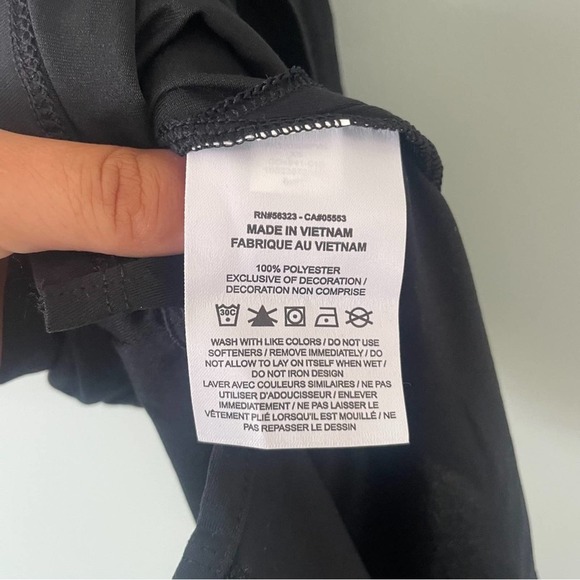 RN#56323 - CA#05553
MADE IN VIETNAM
FABRIQUE AU VIETNAM
100% POLYESTER
EXCLUSIVE OF DECORATION /
DECORATION NON COMPRISE
30C
WASH WITH LIKE COLORS / DO NOT USE
SOFTENERS / REMOVE IMMEDIATELY / DO
NOT ALLOW TO LAY ON ITSELF WHEN WET /
DO NOT IRON DESIGN
LAVER AVEC COULEURS SIMILAIRES / NE PAS
UTILISER D'ADOUCISSEUR / ENLEVER
IMMEDIATEMENT / NE PAS LAISSER LE
VÊTEMENT PLIÉ LORSQU'IL EST MOUILLÉ / NE
PAS REPASSER LE DESSIN